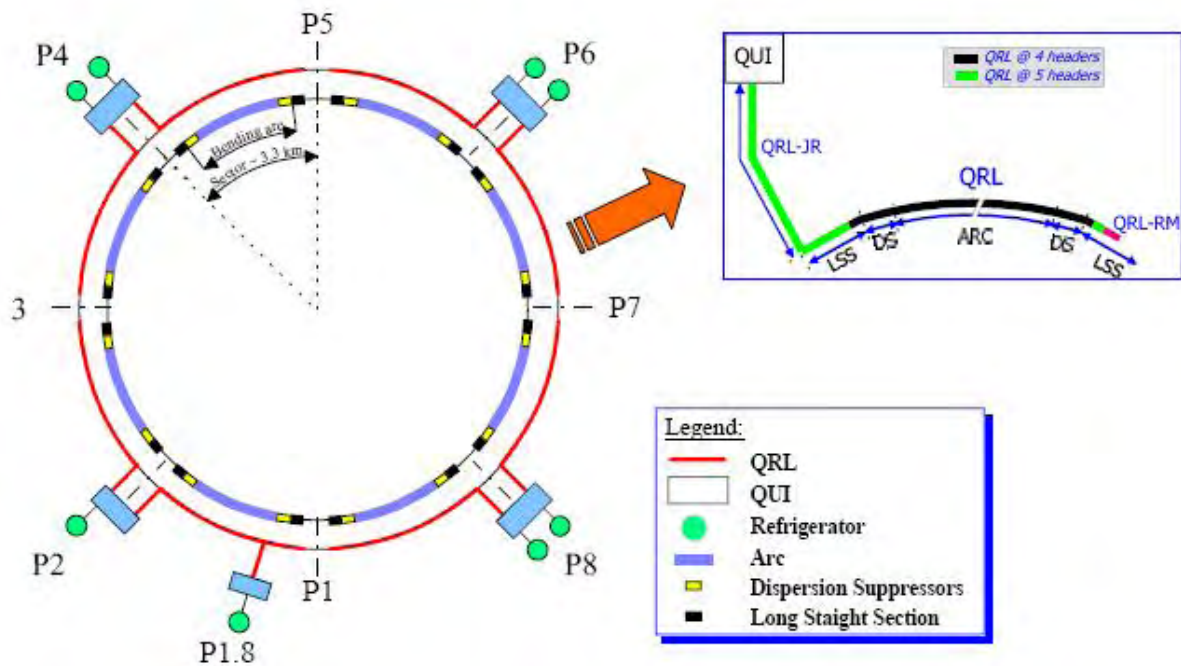 P5
P4
P6
Bending arc
Sector ~ 3.3 km
3
P7
P2
P8
P1
P1.8
QUI
QRL @ 4 headers
QRL @ 5 headers
QRL-JR
QRL
QRL-RM
LSS
DS
ARC
DS
LSS
Legend:
QRL
QUI
Refrigerator
Arc
Dispersion Suppressors
Long Staight Section